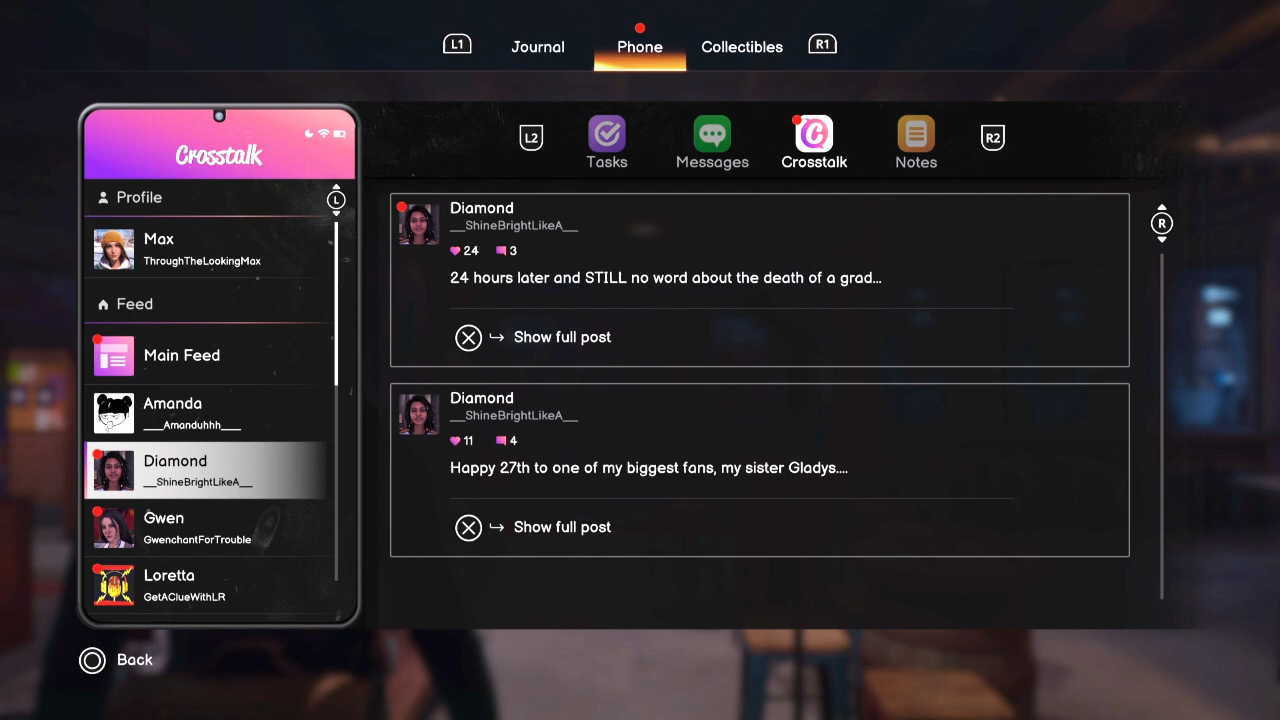 L1
Journal
Phone
Collectibles
R1
Crosstalk
Profile
L
Max
ThroughTheLookingMax
Feed
Main Feed
Amanda
___Amanduhhh____
Diamond
__ShineBrightLikeA__
Gwen
GwenchantForTrouble
Loretta
GetAClueWithLR
Back
L2
Tasks
Messages
Crosstalk
Notes
R2
Diamond
__ShineBrightLikeA__
24 3
24 hours later and STILL no word about the death of a grad...
Show full post
Diamond
__ShineBrightLikeA__
11 4
Happy 27th to one of my biggest fans, my sister Gladys....
Show full post
R